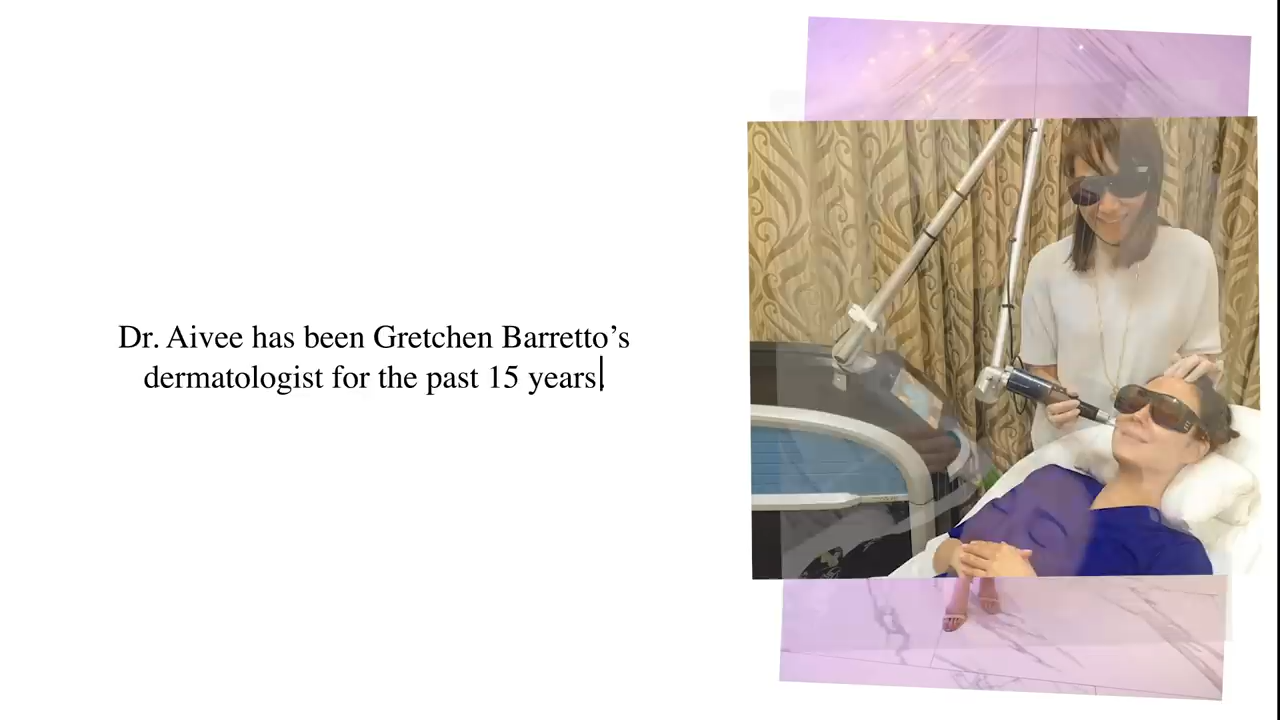 Dr. Aivee has been Gretchen Barretto’s
dermatologist for the past 15 years.